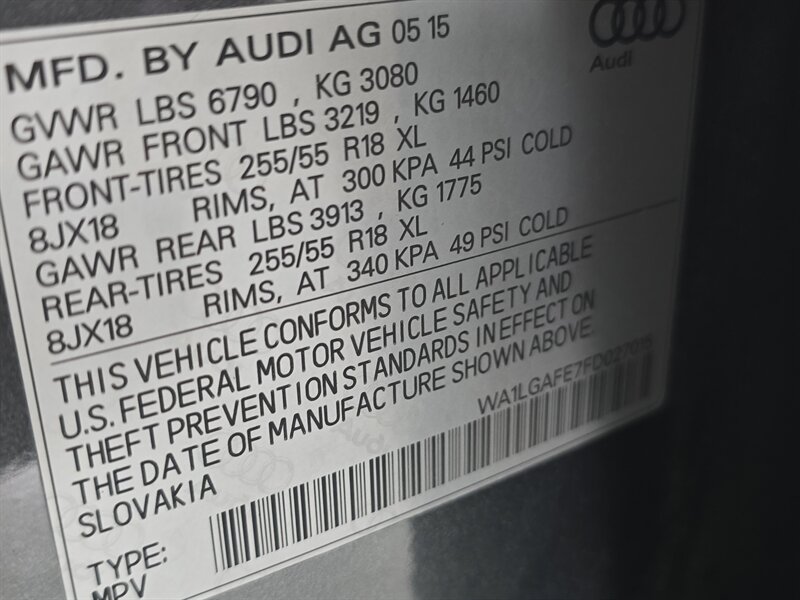 MFD. BY AUDI AG 05 15
Audi
GVWR LBS 6790 , KG 3080
GAWR FRONT LBS 3219 , KG 1460
FRONT-TIRES 255/55 R18 XL
8JX18 RIMS, AT 300 KPA 44 PSI COLD
GAWR REAR LBS 3913 , KG 1775
REAR-TIRES 255/55 R18 XL
8JX18 RIMS, AT 340 KPA 49 PSI COLD
THIS VEHICLE CONFORMS TO ALL APPLICABLE
U.S. FEDERAL MOTOR VEHICLE SAFETY AND
THEFT PREVENTION STANDARDS IN EFFECT ON
THE DATE OF MANUFACTURE SHOWN ABOVE.
SLOVAKIA
WA1LGAFE7FD027015
TYPE:
MPV